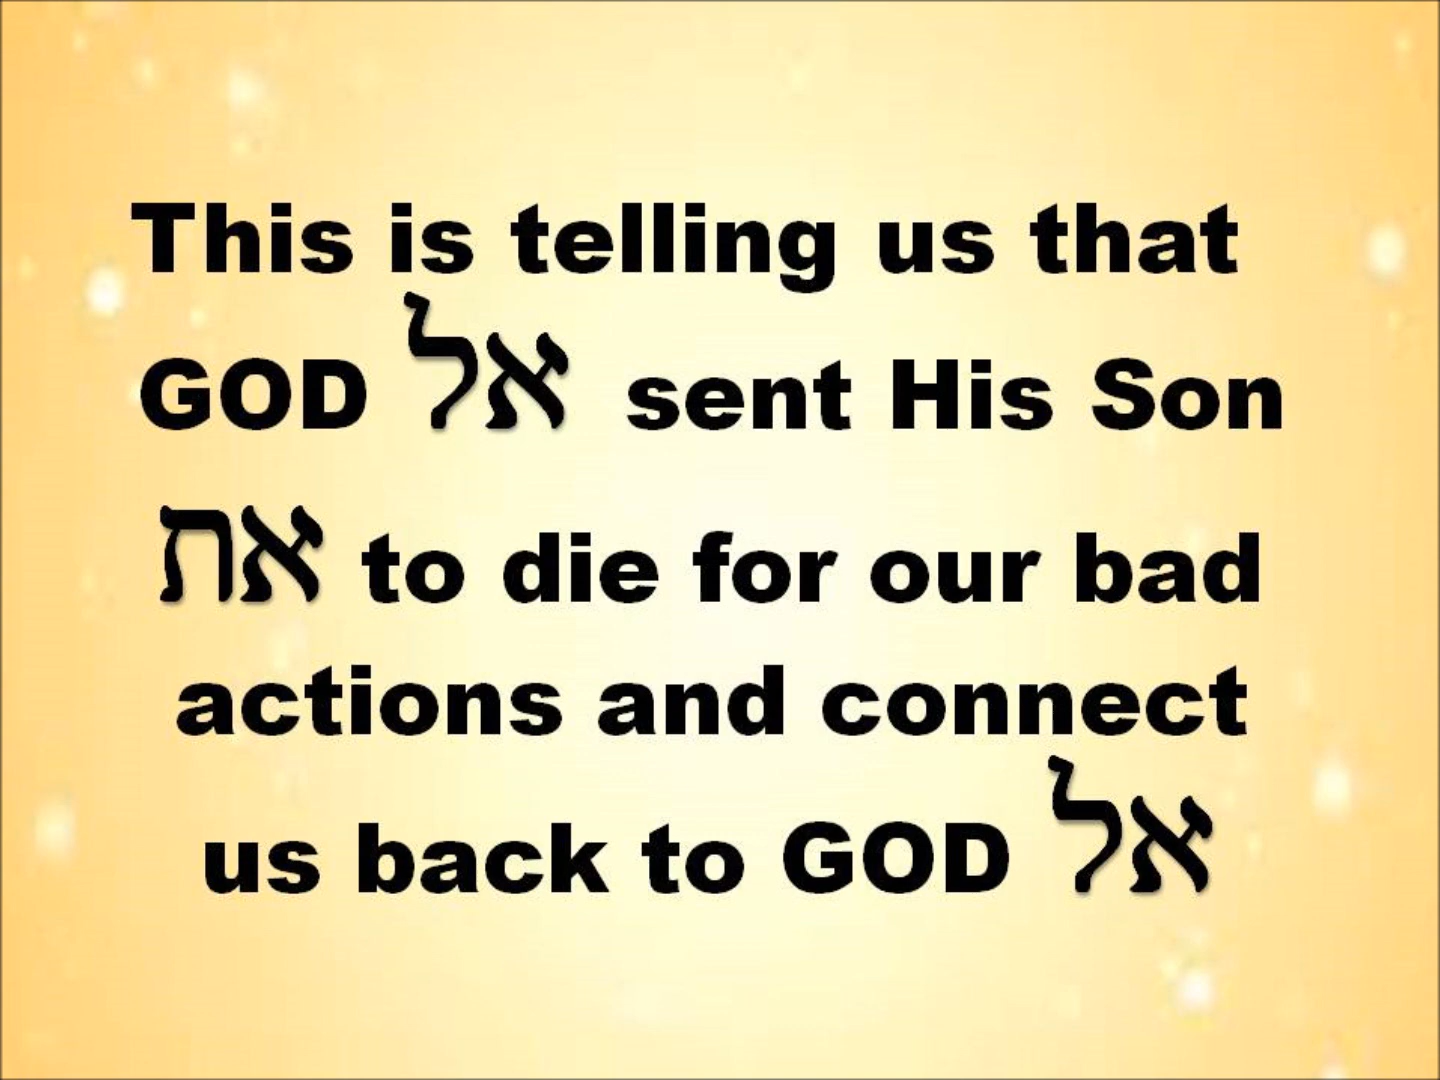 This is telling us that
GOD אל sent His Son
את to die for our bad
actions and connect
us back to GOD אל